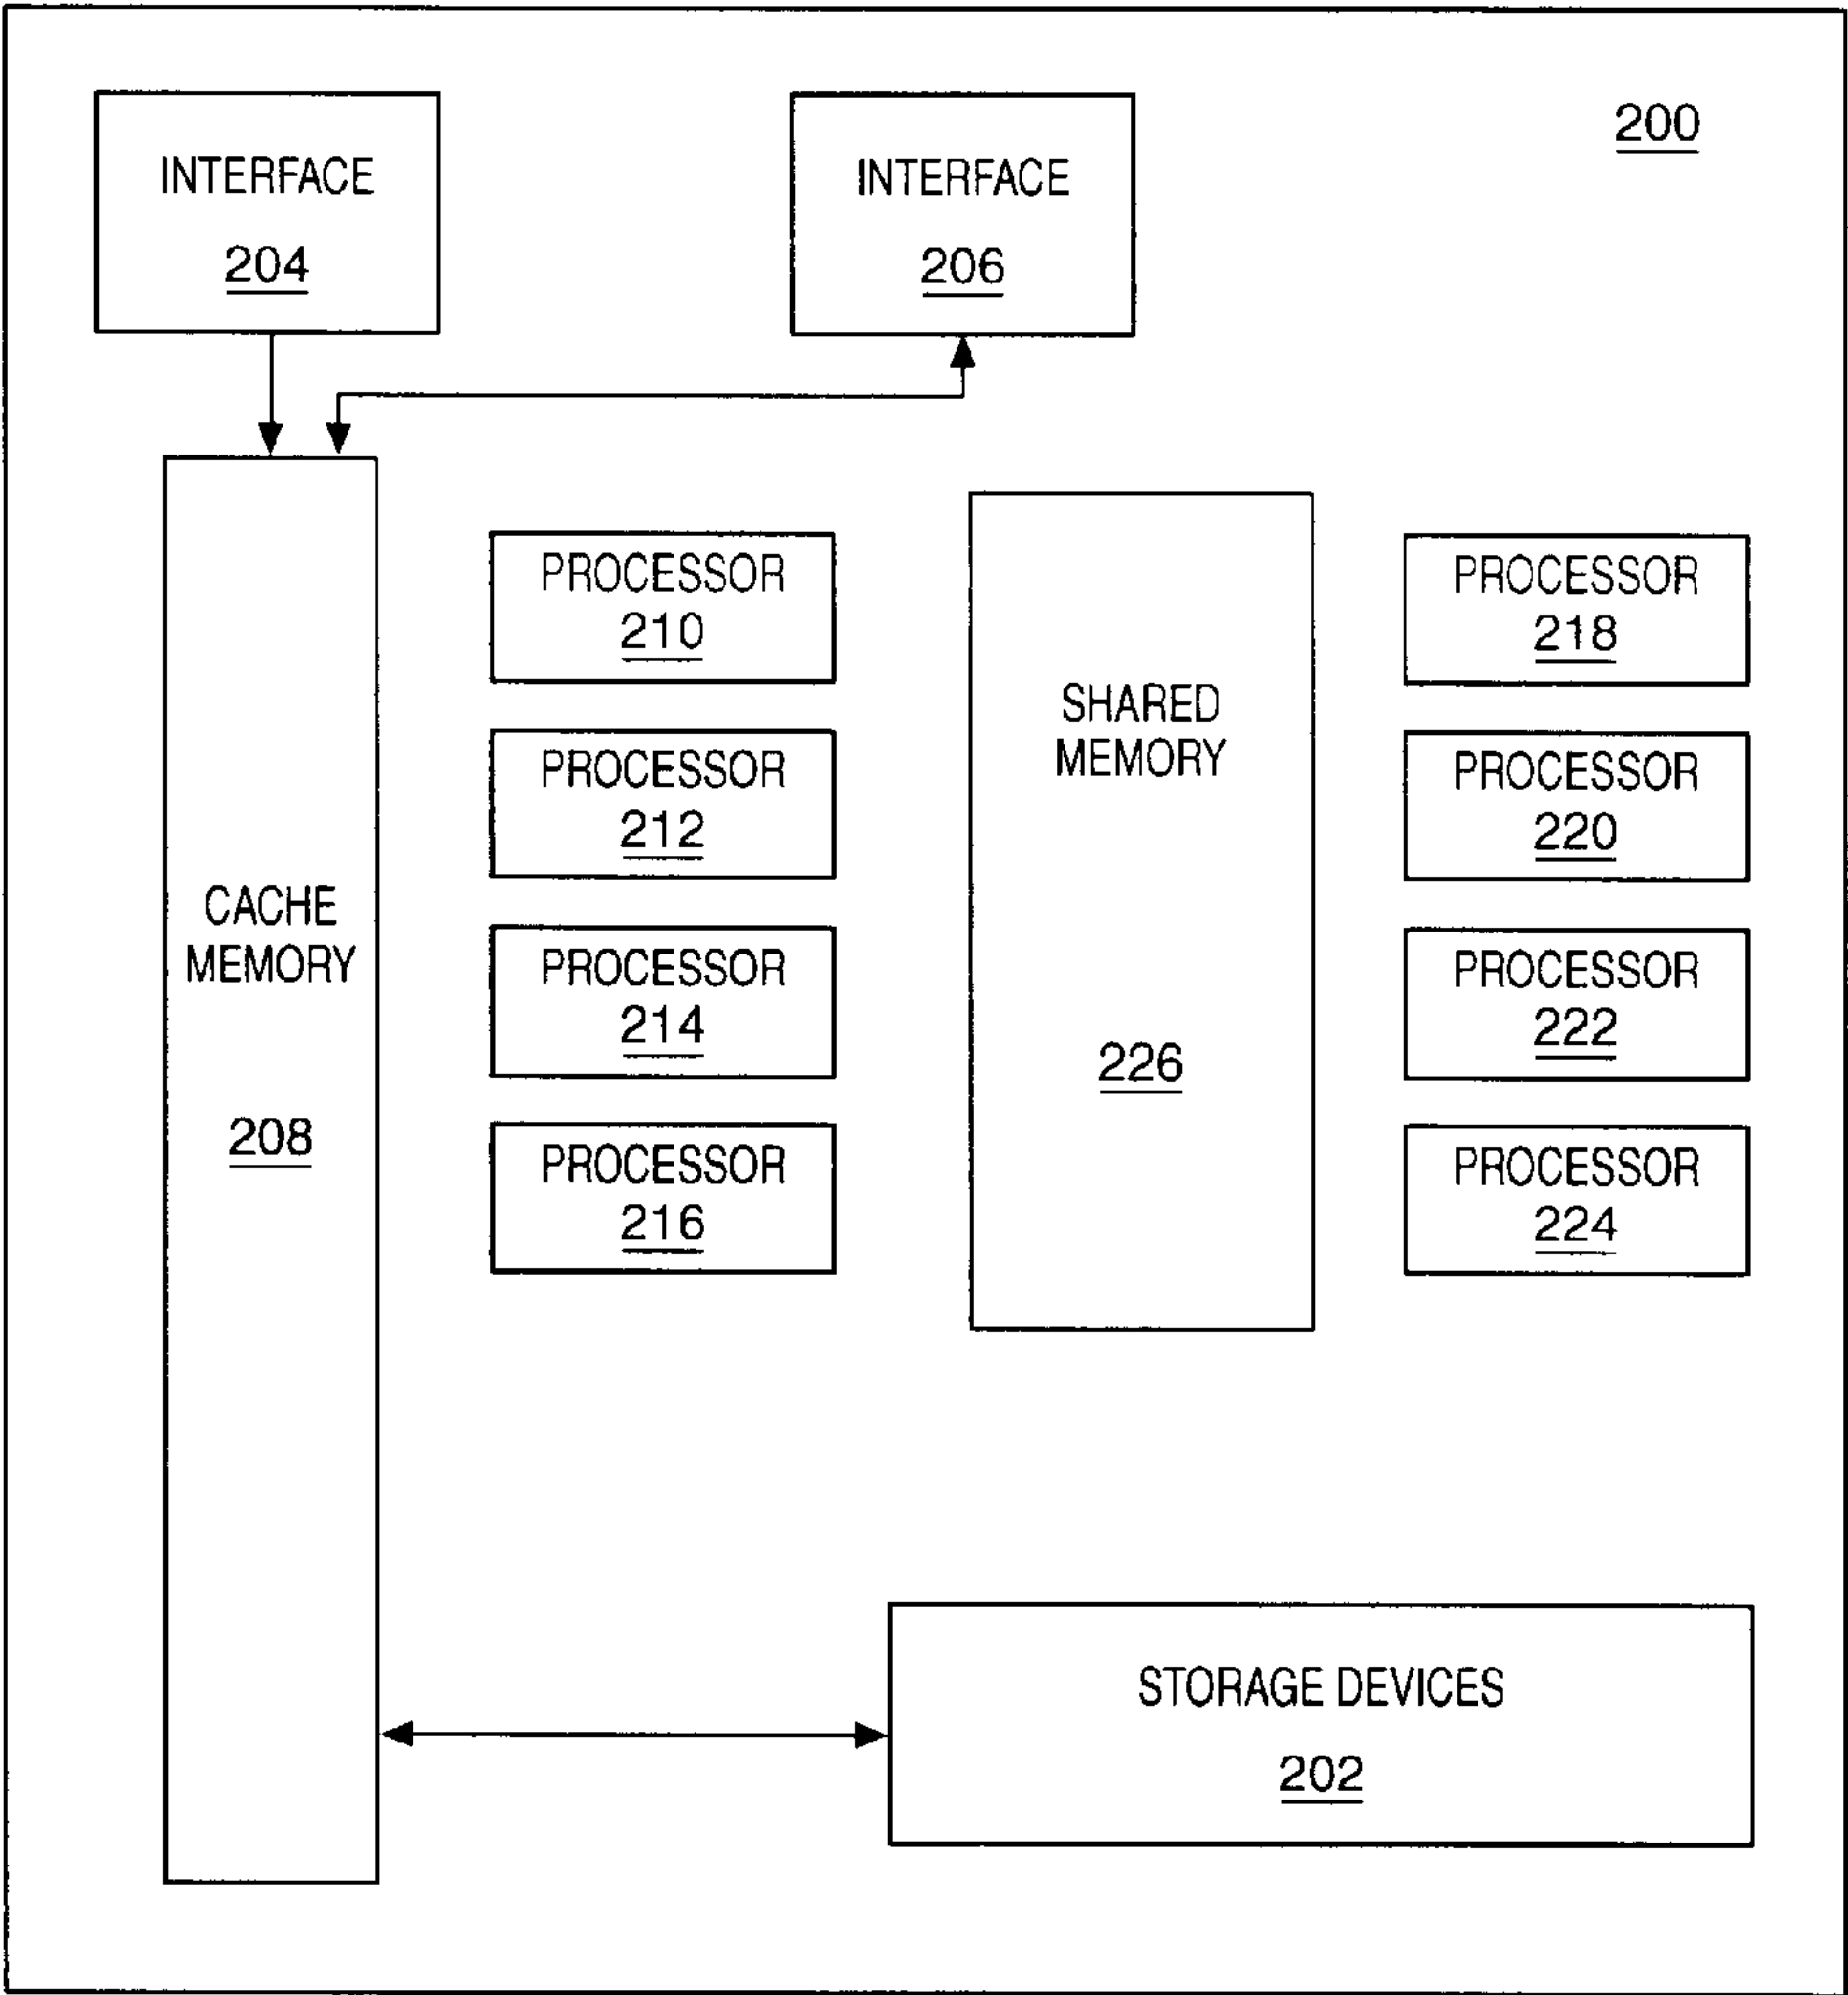 200
INTERFACE
204
INTERFACE
206
CACHE
MEMORY
208
PROCESSOR
210
PROCESSOR
212
PROCESSOR
214
PROCESSOR
216
SHARED
MEMORY
226
PROCESSOR
218
PROCESSOR
220
PROCESSOR
222
PROCESSOR
224
STORAGE DEVICES
202